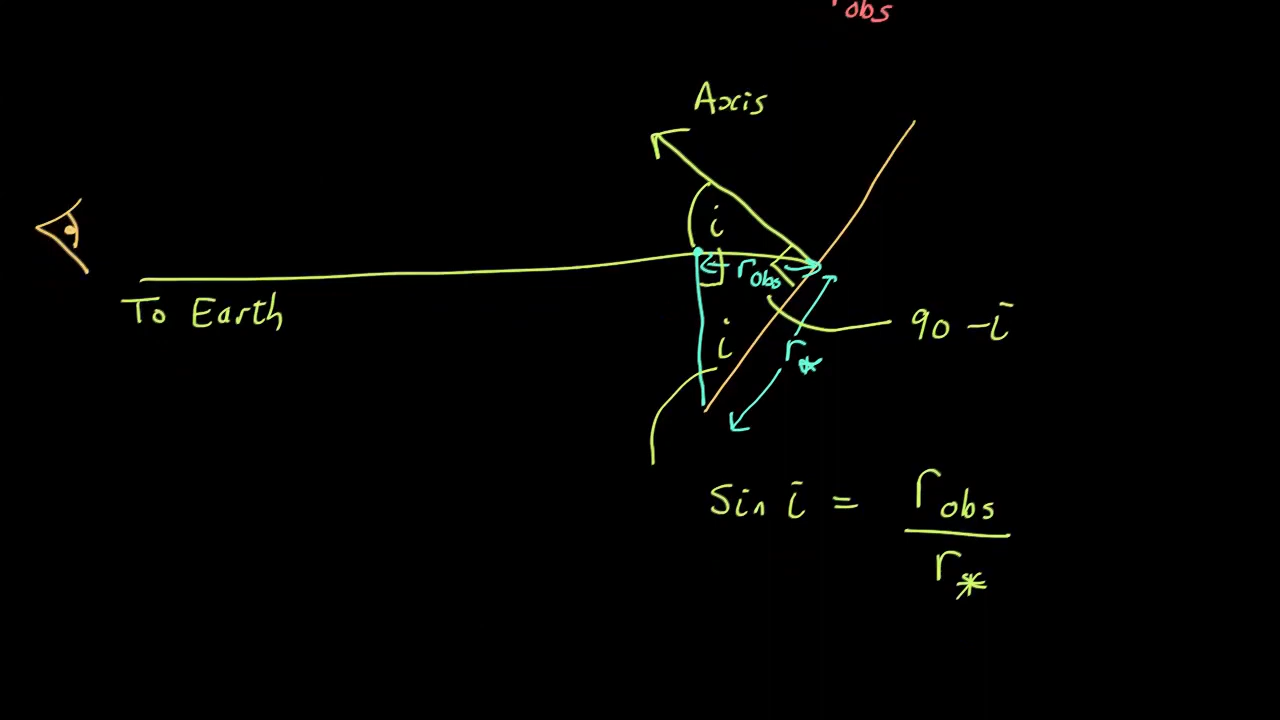 r_obs
Axis
i
r_obs
To Earth
i
90 - i
r_*
Sin i = r_obs / r_*